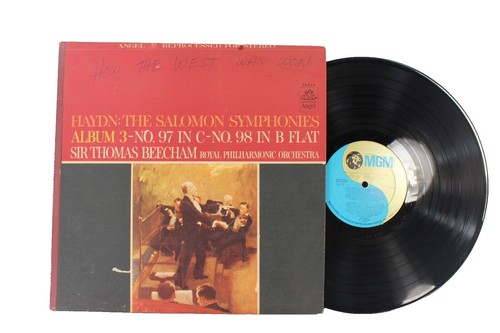 ANGEL REPROCESSED FOR STEREO
HOW THE WEST WAS WON
Angel
HAYDN: THE SALOMON SYMPHONIES
ALBUM 3-NO. 97 IN C-NO. 98 IN B FLAT
SIR THOMAS BEECHAM ROYAL PHILHARMONIC ORCHESTRA
MGM